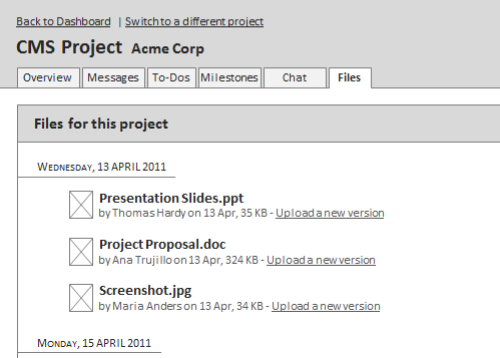 Back to Dashboard | Switch to a different project
CMS Project Acme Corp
Overview Messages To-Dos Milestones Chat Files
Files for this project
WEDNESDAY, 13 APRIL 2011
Presentation Slides.ppt
by Thomas Hardy on 13 Apr, 35 KB - Upload a new version
Project Proposal.doc
by Ana Trujillo on 13 Apr, 324 KB - Upload a new version
Screenshot.jpg
by Maria Anders on 13 Apr, 34 KB - Upload a new version
MONDAY, 15 APRIL 2011